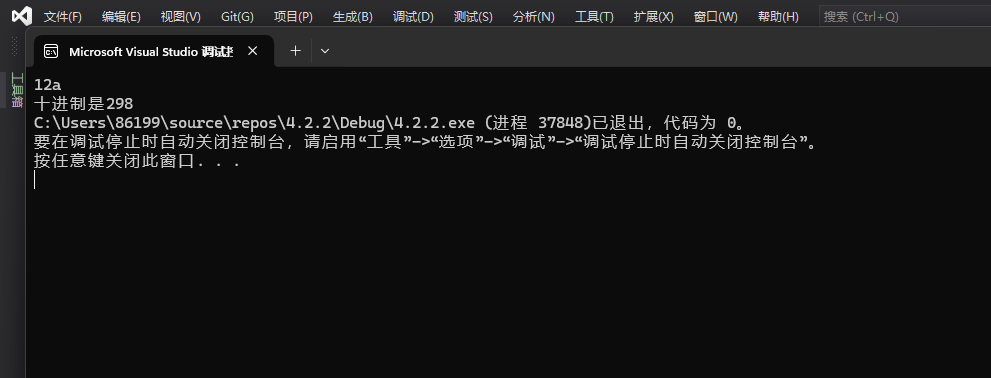 文件(F) 编辑(E) 视图(V) Git(G) 项目(P) 生成(B) 调试(D) 测试(S) 分析(N) 工具(T) 扩展(X) 窗口(W) 帮助(H) 搜索 (Ctrl+Q)
Microsoft Visual Studio 调试
工具箱
12a
十进制是298
C:\Users\86199\source\repos\4.2.2\Debug\4.2.2.exe (进程 37848)已退出，代码为 0。
要在调试停止时自动关闭控制台，请启用“工具”->“选项”->“调试”->“调试停止时自动关闭控制台”。
按任意键关闭此窗口. . .